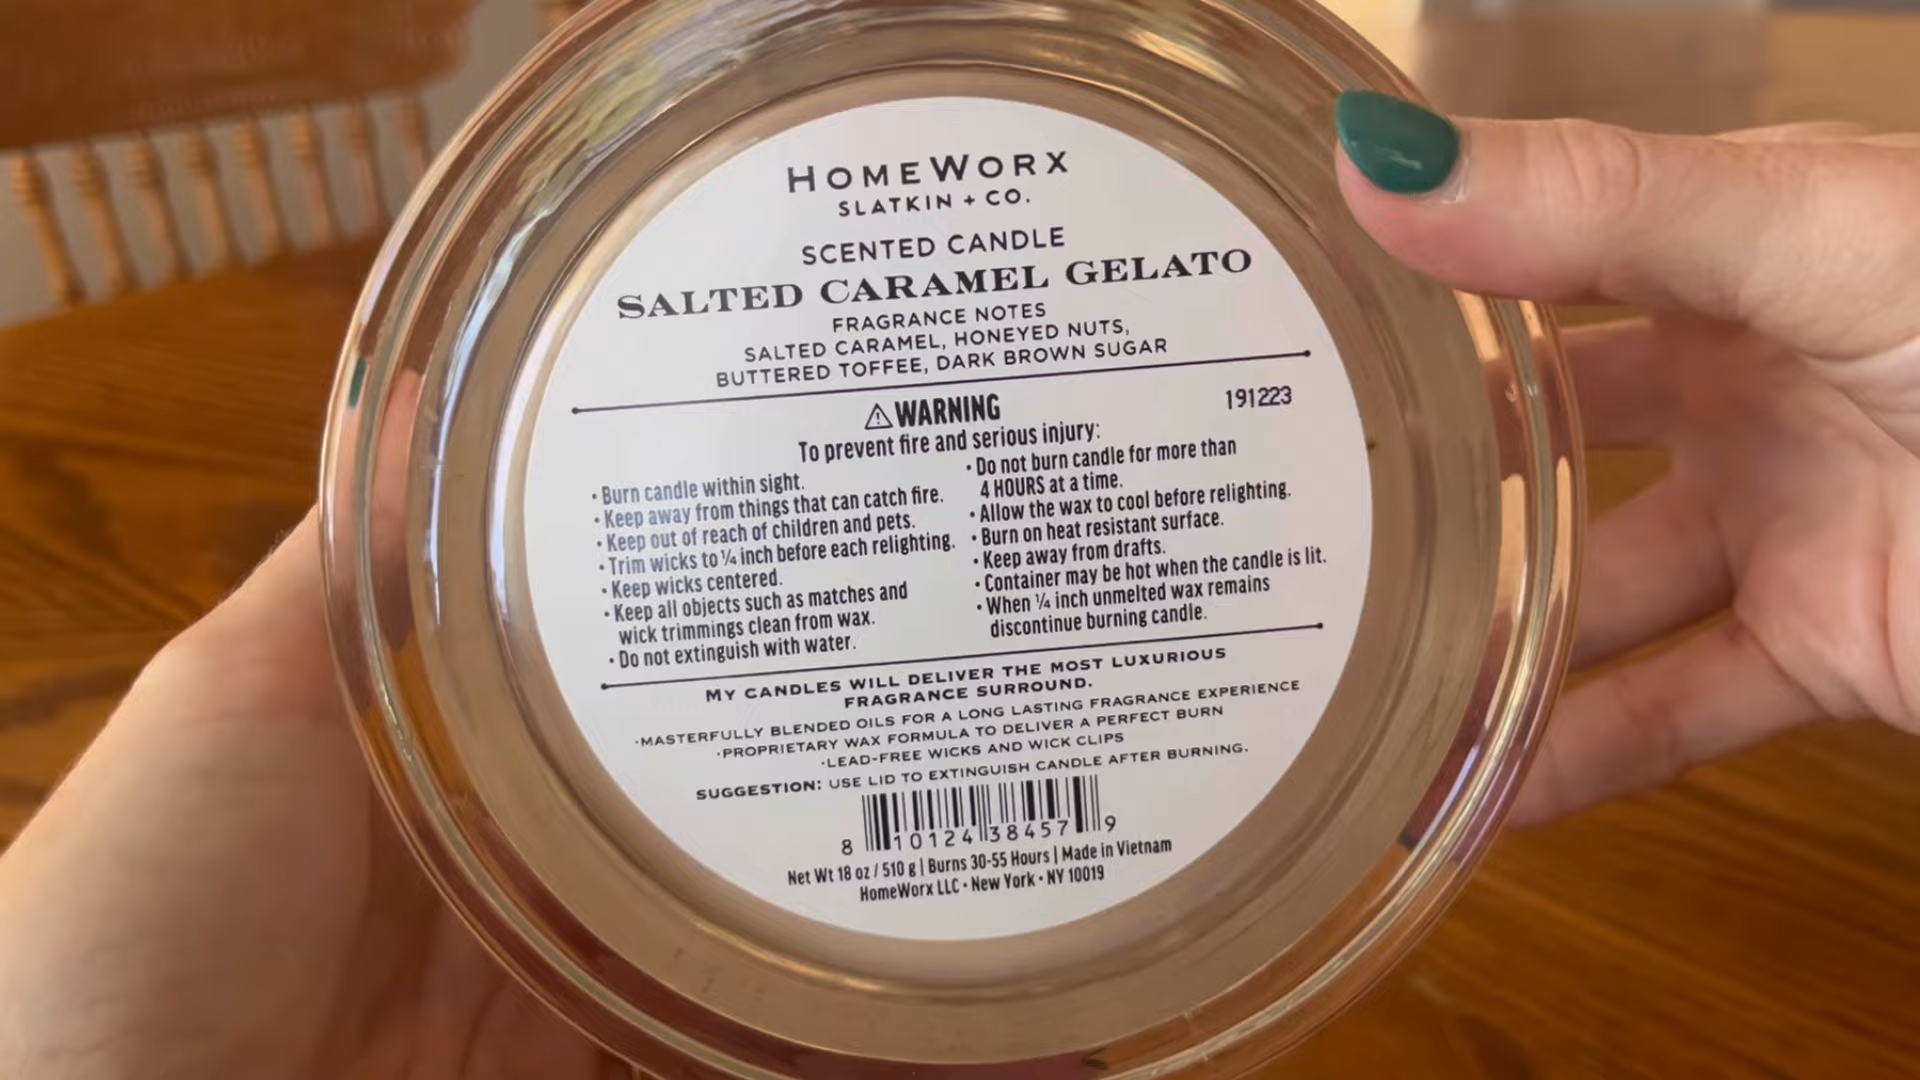 HOMEWORX
SLATKIN + CO.
SCENTED CANDLE
SALTED CARAMEL GELATO
FRAGRANCE NOTES
SALTED CARAMEL, HONEYED NUTS,
BUTTERED TOFFEE, DARK BROWN SUGAR
⚠WARNING
191223
To prevent fire and serious injury:
• Burn candle within sight.
• Keep away from things that can catch fire.
• Keep out of reach of children and pets.
• Trim wicks to ¼ inch before each relighting.
• Keep wicks centered.
• Keep all objects such as matches and
wick trimmings clean from wax.
• Do not extinguish with water.
• Do not burn candle for more than
4 HOURS at a time.
• Allow the wax to cool before relighting.
• Burn on heat resistant surface.
• Keep away from drafts.
• Container may be hot when the candle is lit.
• When ¼ inch unmelted wax remains
discontinue burning candle.
MY CANDLES WILL DELIVER THE MOST LUXURIOUS
FRAGRANCE SURROUND.
•MASTERFULLY BLENDED OILS FOR A LONG LASTING FRAGRANCE EXPERIENCE
•PROPRIETARY WAX FORMULA TO DELIVER A PERFECT BURN
•LEAD-FREE WICKS AND WICK CLIPS
SUGGESTION: USE LID TO EXTINGUISH CANDLE AFTER BURNING.
8 10124 38457 9
Net Wt 18 oz / 510 g | Burns 30-55 Hours | Made in Vietnam
HomeWorx LLC • New York • NY 10019